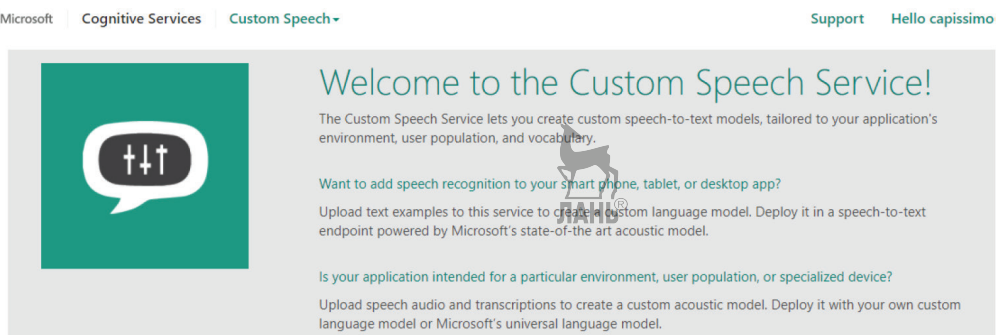 Microsoft Cognitive Services Custom Speech Support Hello capissimo
Welcome to the Custom Speech Service!
The Custom Speech Service lets you create custom speech-to-text models, tailored to your application's
environment, user population, and vocabulary.
Want to add speech recognition to your smart phone, tablet, or desktop app?
ЛАНЬ®
Upload text examples to this service to create a custom language model. Deploy it in a speech-to-text
endpoint powered by Microsoft's state-of-the art acoustic model.
Is your application intended for a particular environment, user population, or specialized device?
Upload speech audio and transcriptions to create a custom acoustic model. Deploy it with your own custom
language model or Microsoft's universal language model.